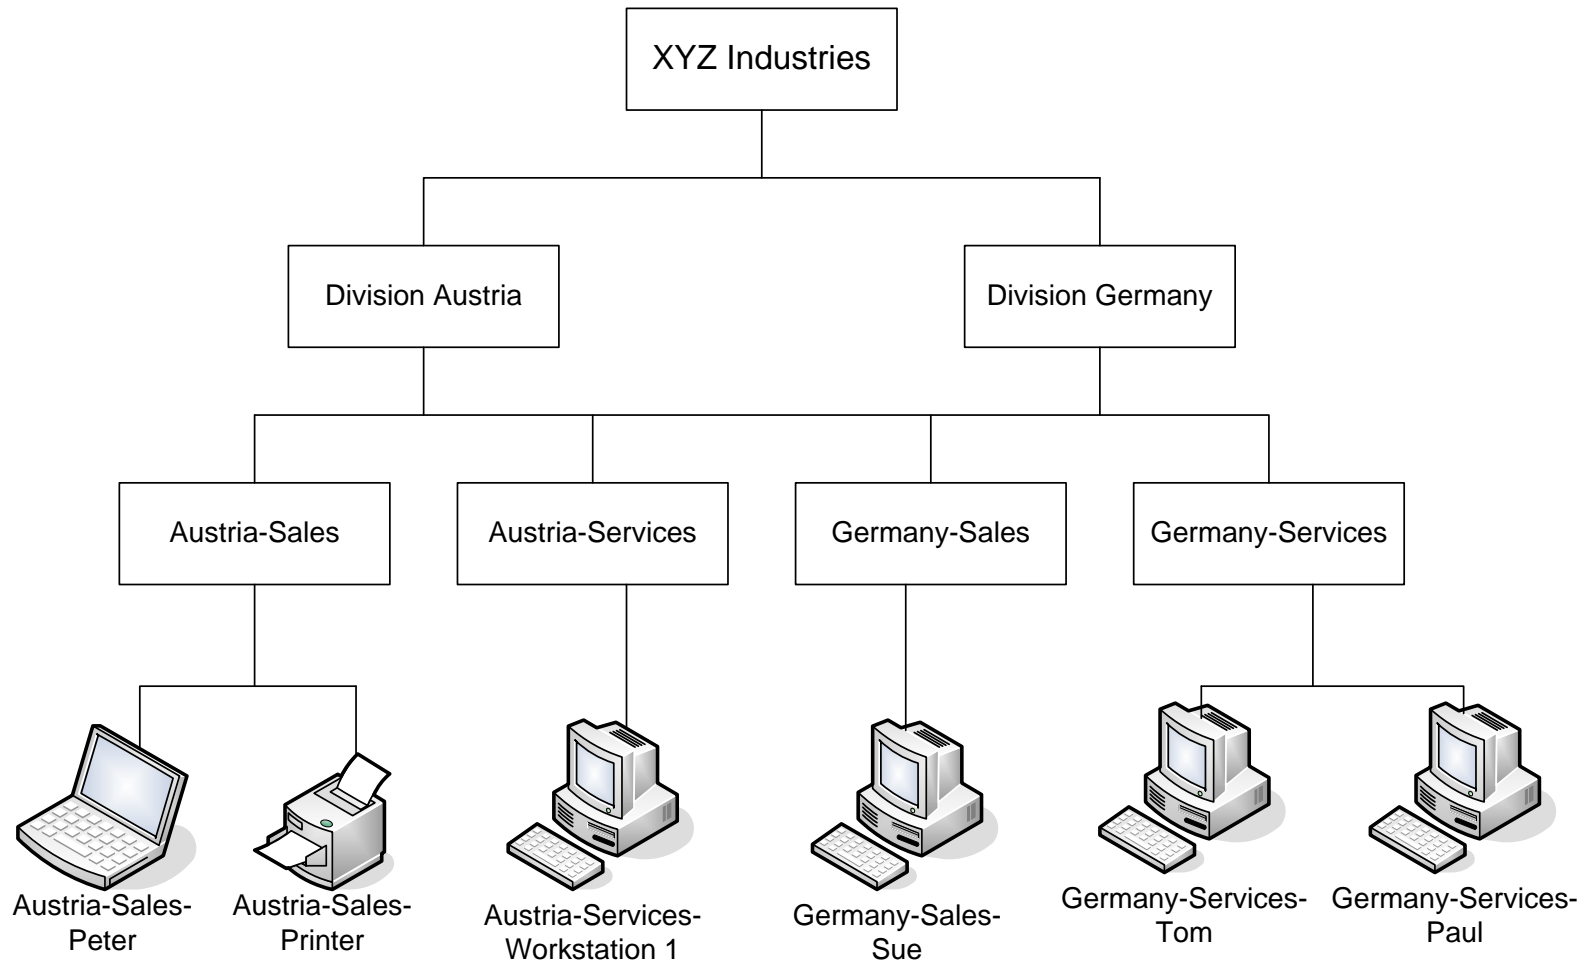 XYZ Industries
Division Austria
Division Germany
Austria-Sales
Austria-Services
Germany-Sales
Germany-Services
Austria-Sales-
Peter
Austria-Sales-
Printer
Austria-Services-
Workstation 1
Germany-Sales-
Sue
Germany-Services-
Tom
Germany-Services-
Paul